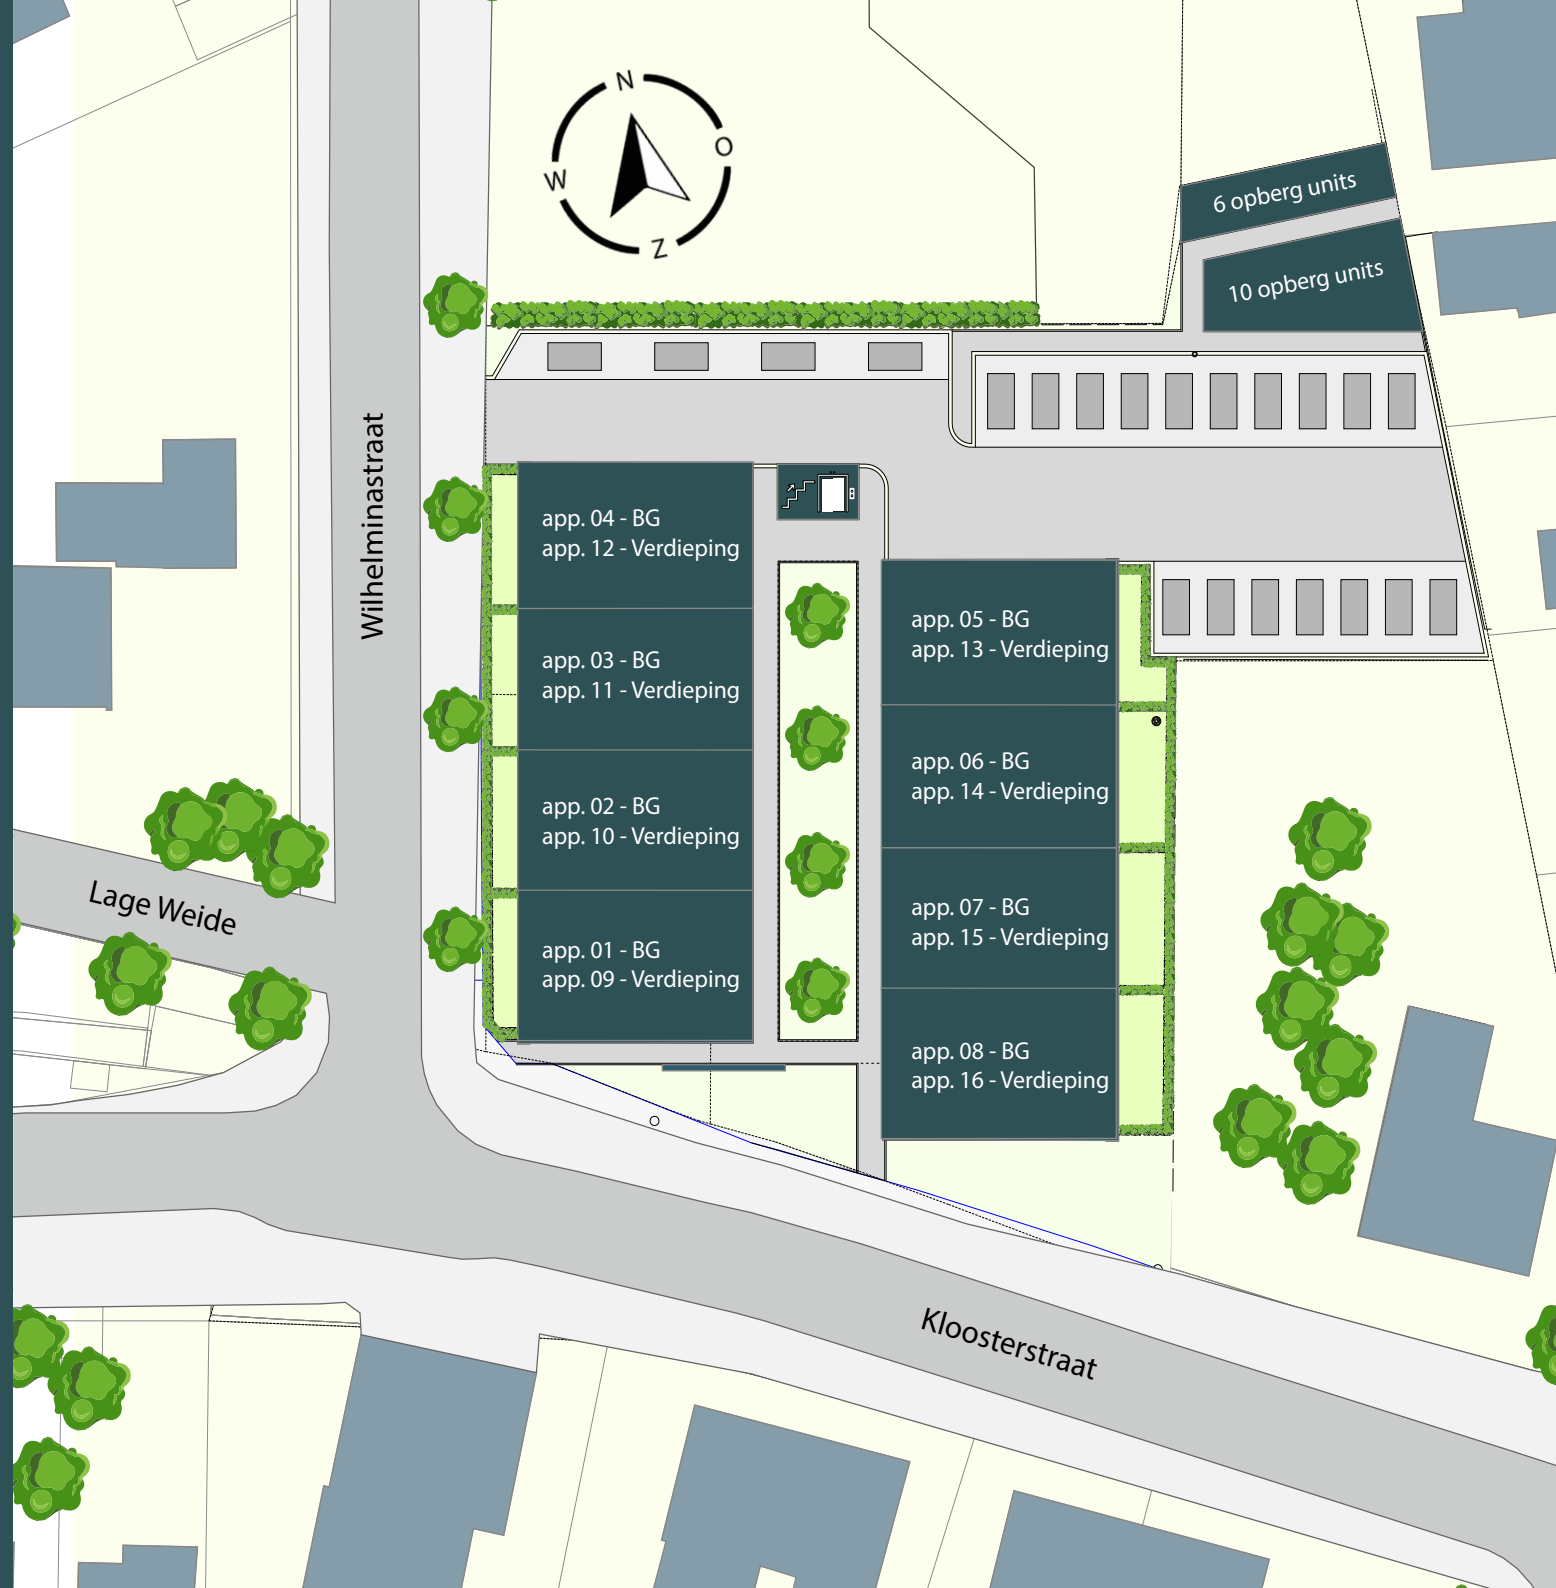 N
O
W
Z
6 opberg units
10 opberg units
Wilhelminastraat
app. 04 - BG
app. 12 - Verdieping
app. 03 - BG
app. 11 - Verdieping
app. 02 - BG
app. 10 - Verdieping
app. 01 - BG
app. 09 - Verdieping
app. 05 - BG
app. 13 - Verdieping
app. 06 - BG
app. 14 - Verdieping
app. 07 - BG
app. 15 - Verdieping
app. 08 - BG
app. 16 - Verdieping
Lage Weide
Kloosterstraat